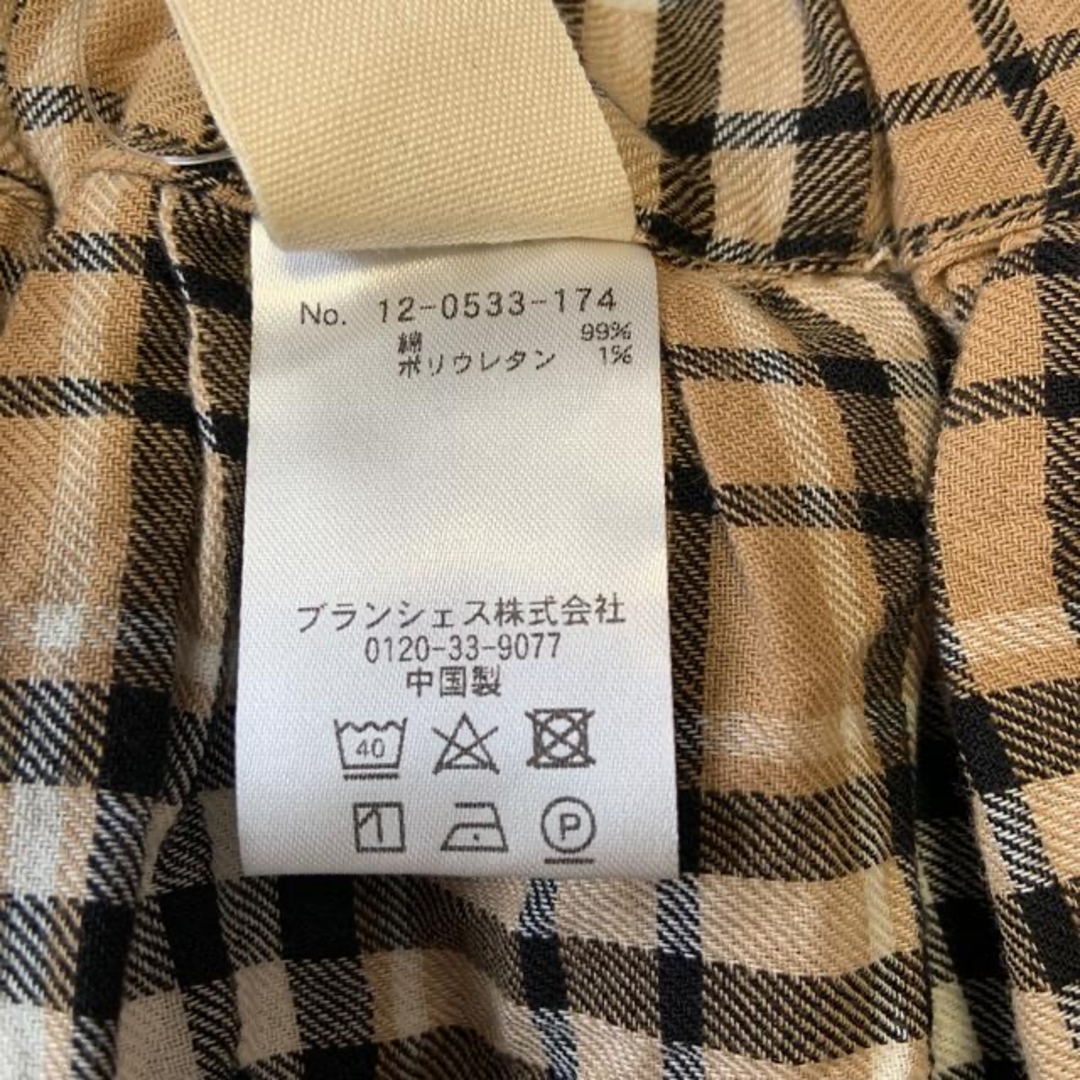 No. 12-0533-174
綿 99%
ポリウレタン 1%
ブランシェス株式会社
0120-33-9077
中国製
40
P